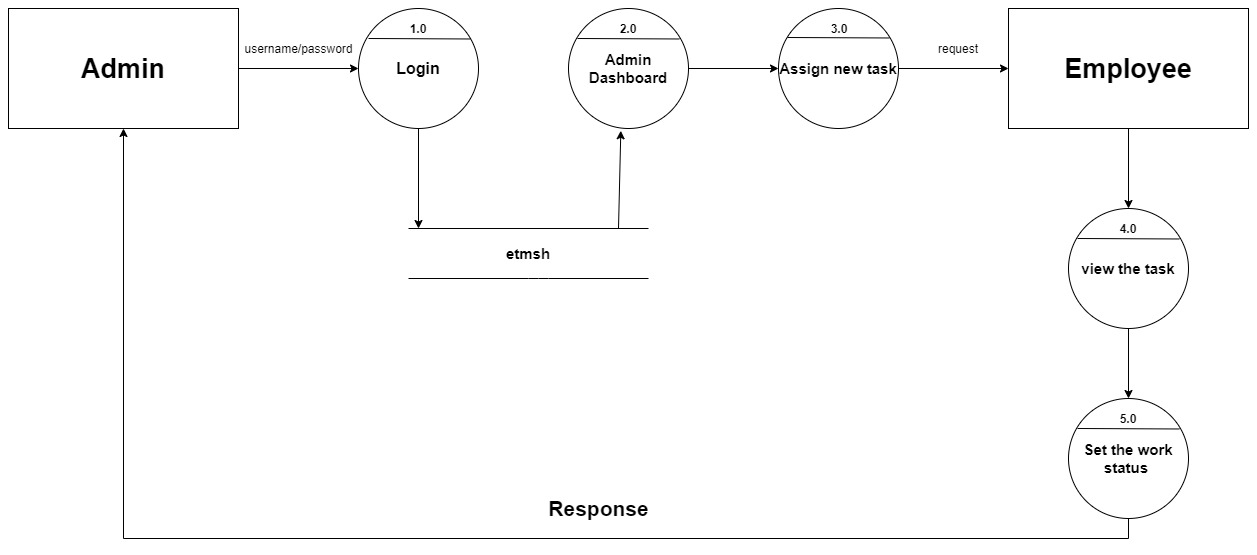 Admin
username/password
1.0
Login
2.0
Admin
Dashboard
3.0
Assign new task
request
Employee
4.0
view the task
etmsh
5.0
Set the work
status
Response